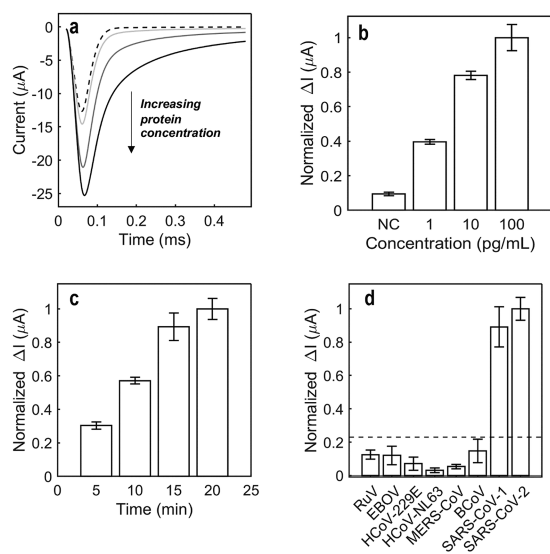 a
Current (μA)
0
-5
-10
-15
-20
-25
Increasing
protein
concentration
0 0.1 0.2 0.3 0.4
Time (ms)
b
Normalized ΔI (μA)
1
0.8
0.6
0.4
0.2
0
NC 1 10 100
Concentration (pg/mL)
c
Normalized ΔI (μA)
1
0.8
0.6
0.4
0.2
0
5 10 15 20 25
Time (min)
d
Normalized ΔI (μA)
1
0.8
0.6
0.4
0.2
0
RuV
EBOV
HCoV-229E
HCoV-NL63
MERS-CoV
BCoV
SARS-CoV-1
SARS-CoV-2